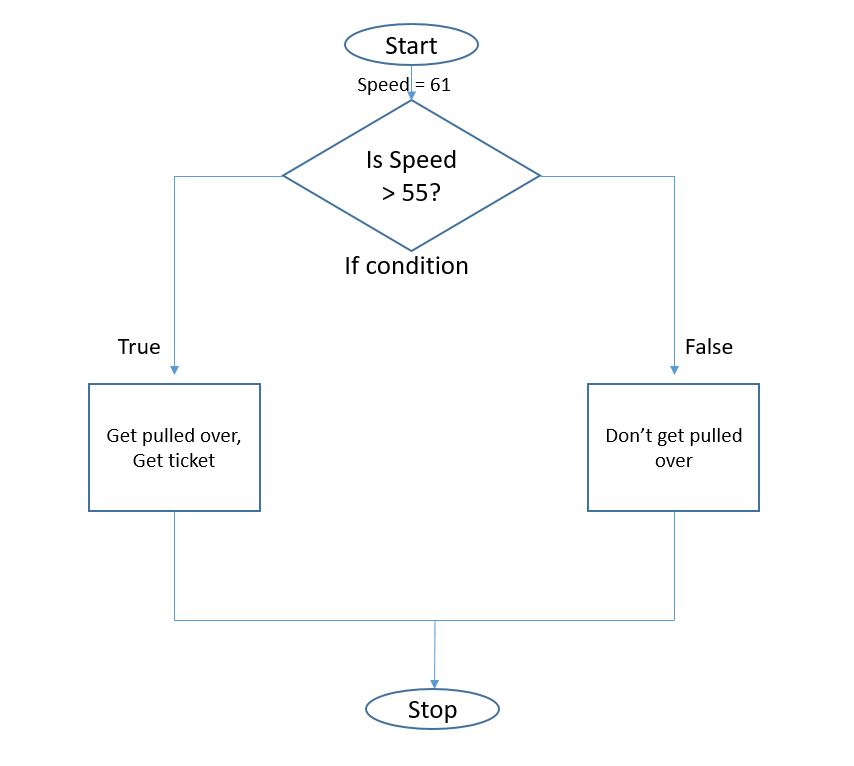 Start
Speed = 61
Is Speed
> 55?
If condition
True
False
Get pulled over,
Get ticket
Don’t get pulled
over
Stop